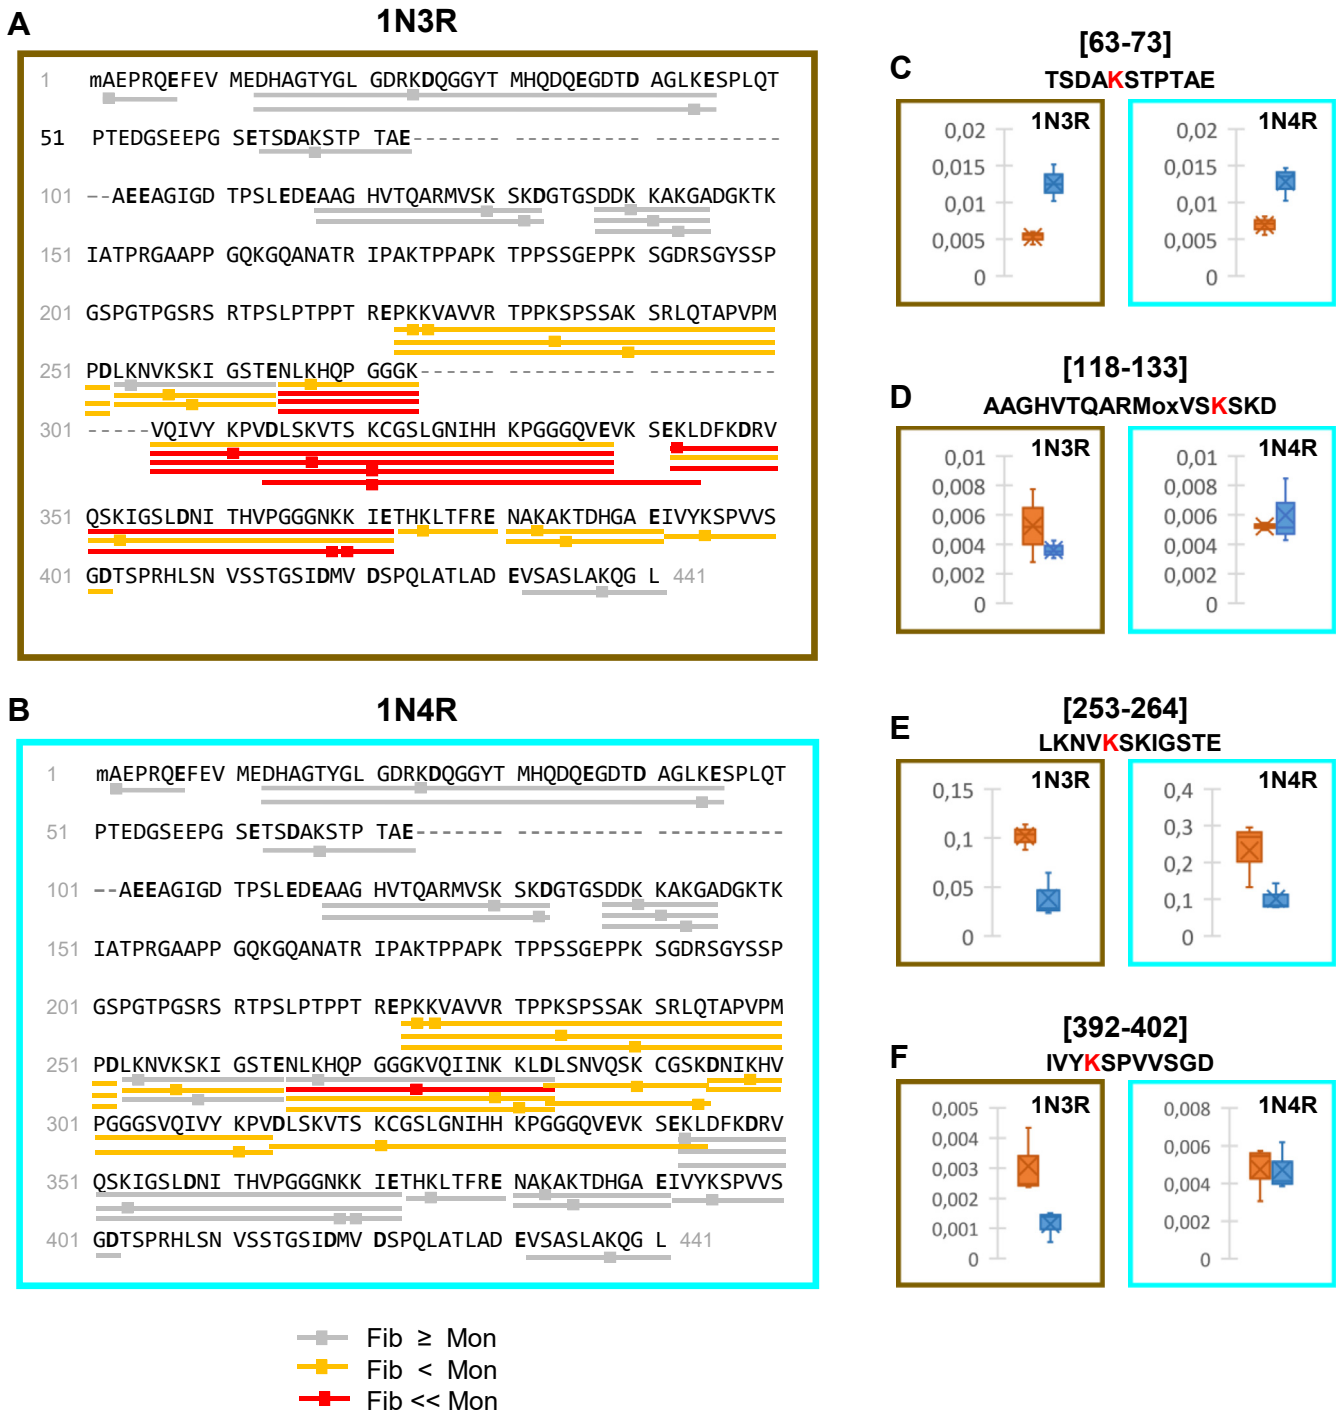 A
1N3R
1 mAEPRQEFEV MEDHAGTYGL GDRKDQGGYT MHQDQEGDTD AGLKESPLQT
51 PTEDGSEEPG SETSDAKSTP TAE------- ---------- ----------
101 --AEEAGIGD TPSLEDEAAG HVTQARMVSK SKDGTGSDDK KAKGADGKTK
151 IATPRGAAPP GQKGQANATR IPAKTPPAPK TPPSSGEPPK SGDRSGYSSP
201 GSPGTPGSRS RTPSLPTPPT REPKKVAVVR TPPKSPSSAK SRLQTAPVPM
251 PDLKNVKSKI GSTENLKHQP GGGK------ ---------- ----------
301 -----VQIVY KPVDLSKVTS KCGSLGNIHH KPGGGQVEVK SEKLDFKDRV
351 QSKIGSLDNI THVPGGGNKK IETHKLTFRE NAKAKTDHGA EIVYKSPVVS
401 GDTSPRHLSN VSSTGSIDMV DSPQLATLAD EVSASLAKQG L 441
B
1N4R
1 mAEPRQEFEV MEDHAGTYGL GDRKDQGGYT MHQDQEGDTD AGLKESPLQT
51 PTEDGSEEPG SETSDAKSTP TAE------- ---------- ----------
101 --AEEAGIGD TPSLEDEAAG HVTQARMVSK SKDGTGSDDK KAKGADGKTK
151 IATPRGAAPP GQKGQANATR IPAKTPPAPK TPPSSGEPPK SGDRSGYSSP
201 GSPGTPGSRS RTPSLPTPPT REPKKVAVVR TPPKSPSSAK SRLQTAPVPM
251 PDLKNVKSKI GSTENLKHQP GGGKVQIINK KLDLSNVQSK CGSKDNIKHV
301 PGGGSVQIVY KPVDLSKVTS KCGSLGNIHH KPGGGQVEVK SEKLDFKDRV
351 QSKIGSLDNI THVPGGGNKK IETHKLTFRE NAKAKTDHGA EIVYKSPVVS
401 GDTSPRHLSN VSSTGSIDMV DSPQLATLAD EVSASLAKQG L 441
Fib ≥ Mon
Fib < Mon
Fib << Mon
C
[63-73]
TSDAKSTPTAE
1N3R
0,02
0,015
0,01
0,005
0
1N4R
0,02
0,015
0,01
0,005
0
D
[118-133]
AAGHVTQARMoxVSKSKD
1N3R
0,01
0,008
0,006
0,004
0,002
0
1N4R
0,01
0,008
0,006
0,004
0,002
0
E
[253-264]
LKNVKSKIGSTE
1N3R
0,15
0,1
0,05
0
1N4R
0,4
0,3
0,2
0,1
0
F
[392-402]
IVYKSPVVSGD
1N3R
0,005
0,004
0,003
0,002
0,001
0
1N4R
0,008
0,006
0,004
0,002
0